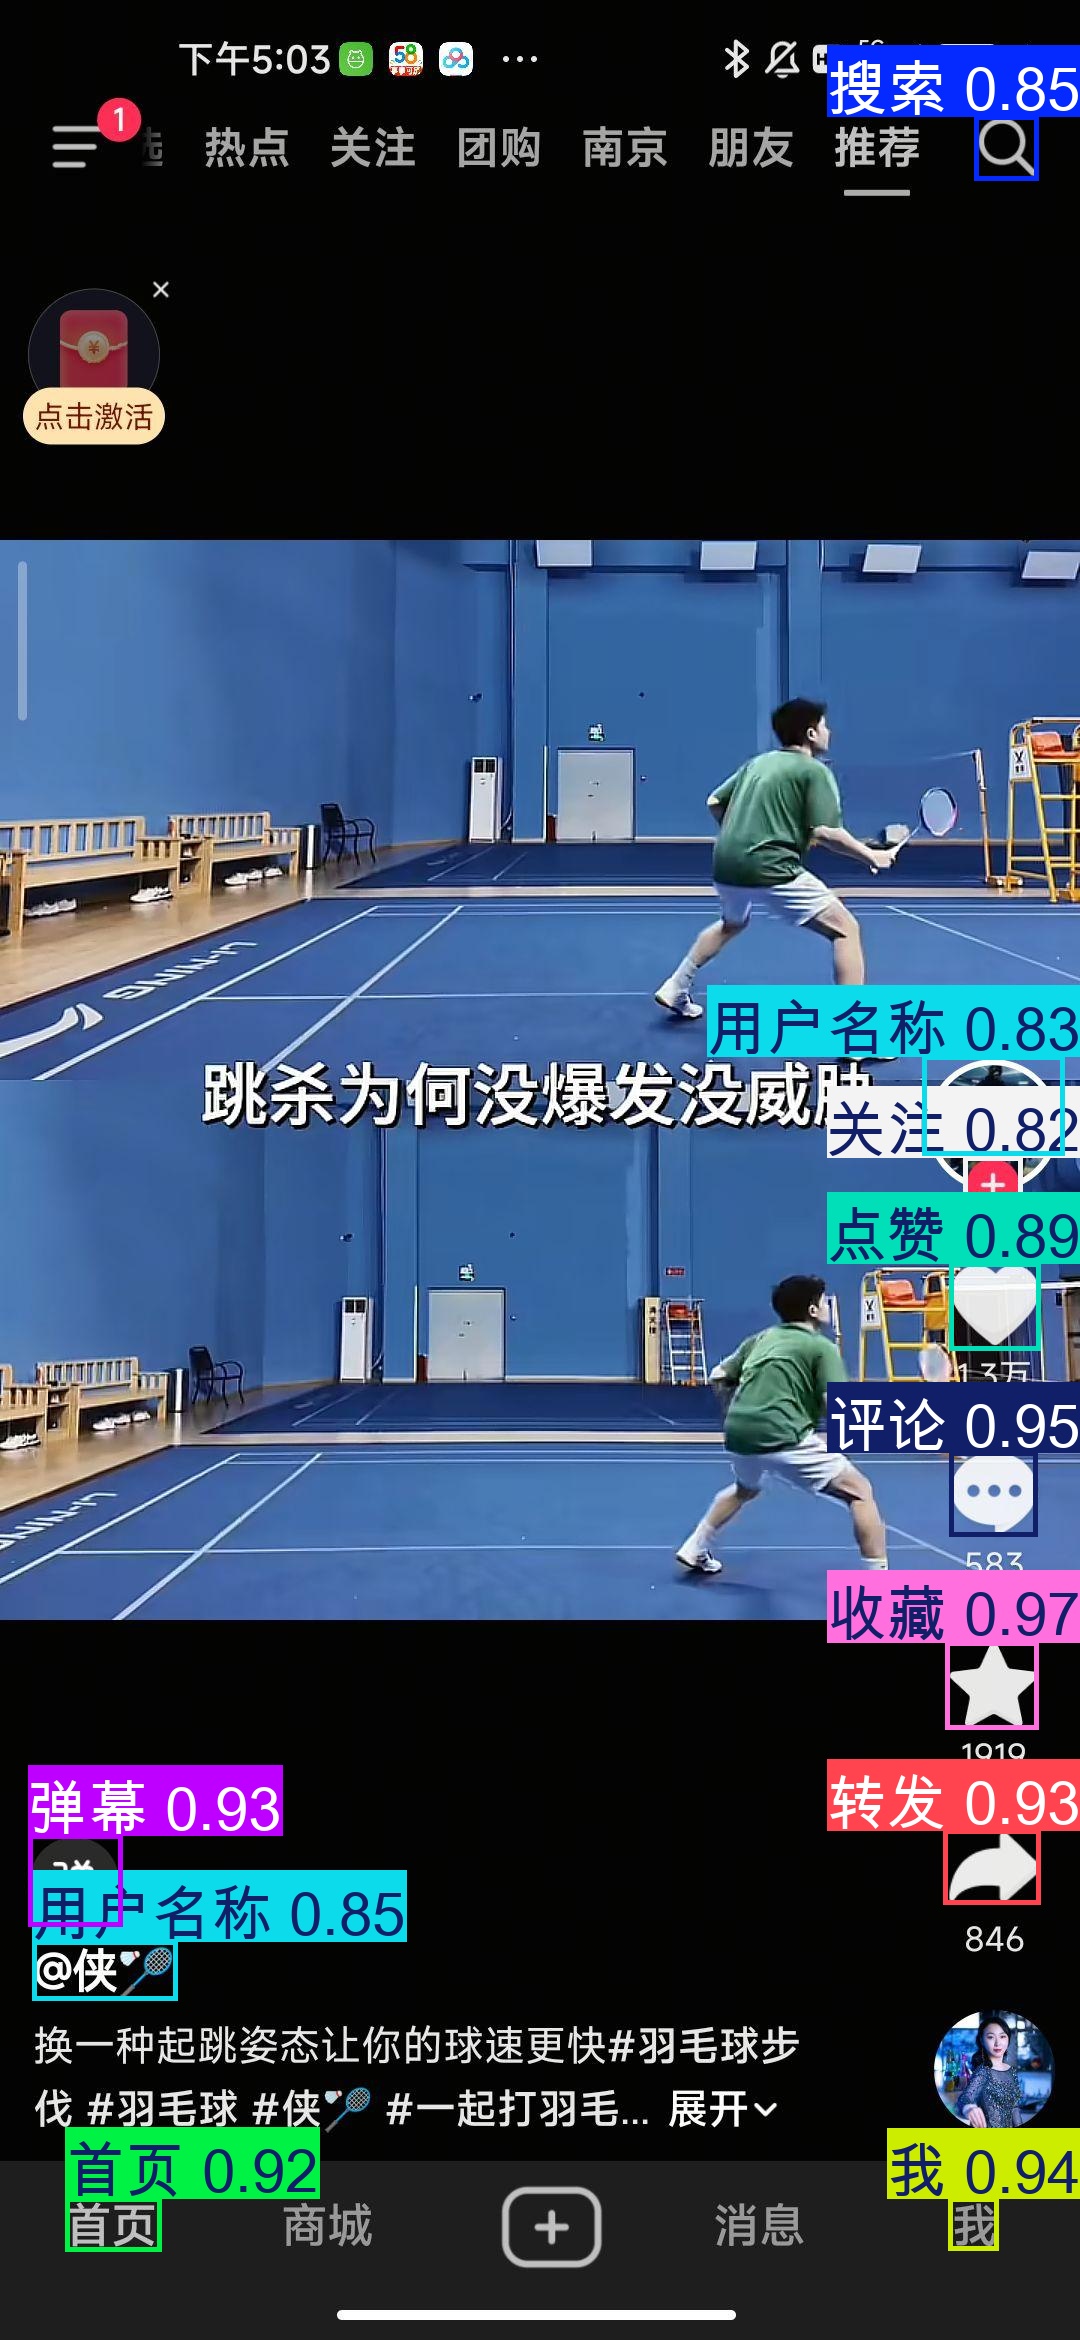 下午5:03
58
搜索 0.85
1
热点 关注 团购 南京 朋友 推荐
点击激活
LI-NING
用户名称 0.83
跳杀为何没爆发没威
关注 0.82
点赞 0.89
1.3万
评论 0.95
583
收藏 0.97
1919
弹幕 0.93
转发 0.93
用户名称 0.85
846
@侠
换一种起跳姿态让你的球速更快#羽毛球步
伐 #羽毛球 #侠 #一起打羽毛... 展开
首页 0.92
我 0.94
首页 商城 消息 我